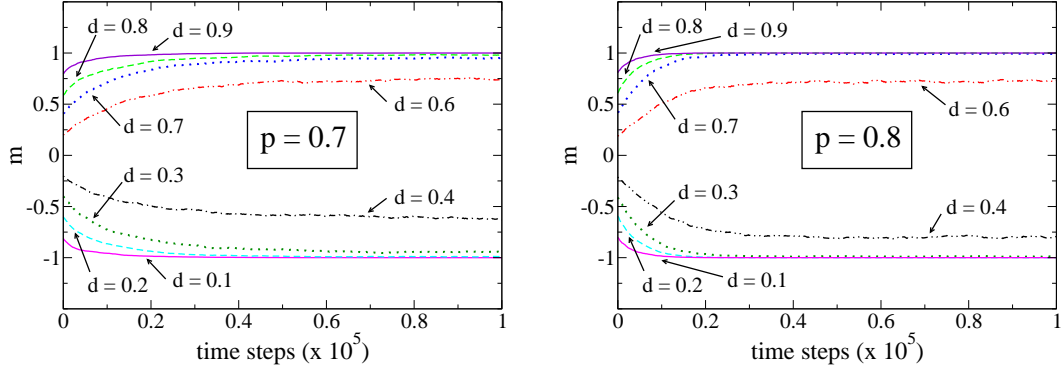 d = 0.8
d = 0.9
1
0.5
d = 0.7
d = 0.6
p = 0.7
m
0
d = 0.3
d = 0.4
-0.5
-1
d = 0.2
d = 0.1
0
0.2
0.4
0.6
0.8
1
time steps (x 10^5)
d = 0.8
d = 0.9
1
0.5
d = 0.7
d = 0.6
p = 0.8
m
0
d = 0.3
d = 0.4
-0.5
-1
d = 0.2
d = 0.1
0
0.2
0.4
0.6
0.8
1
time steps (x 10^5)